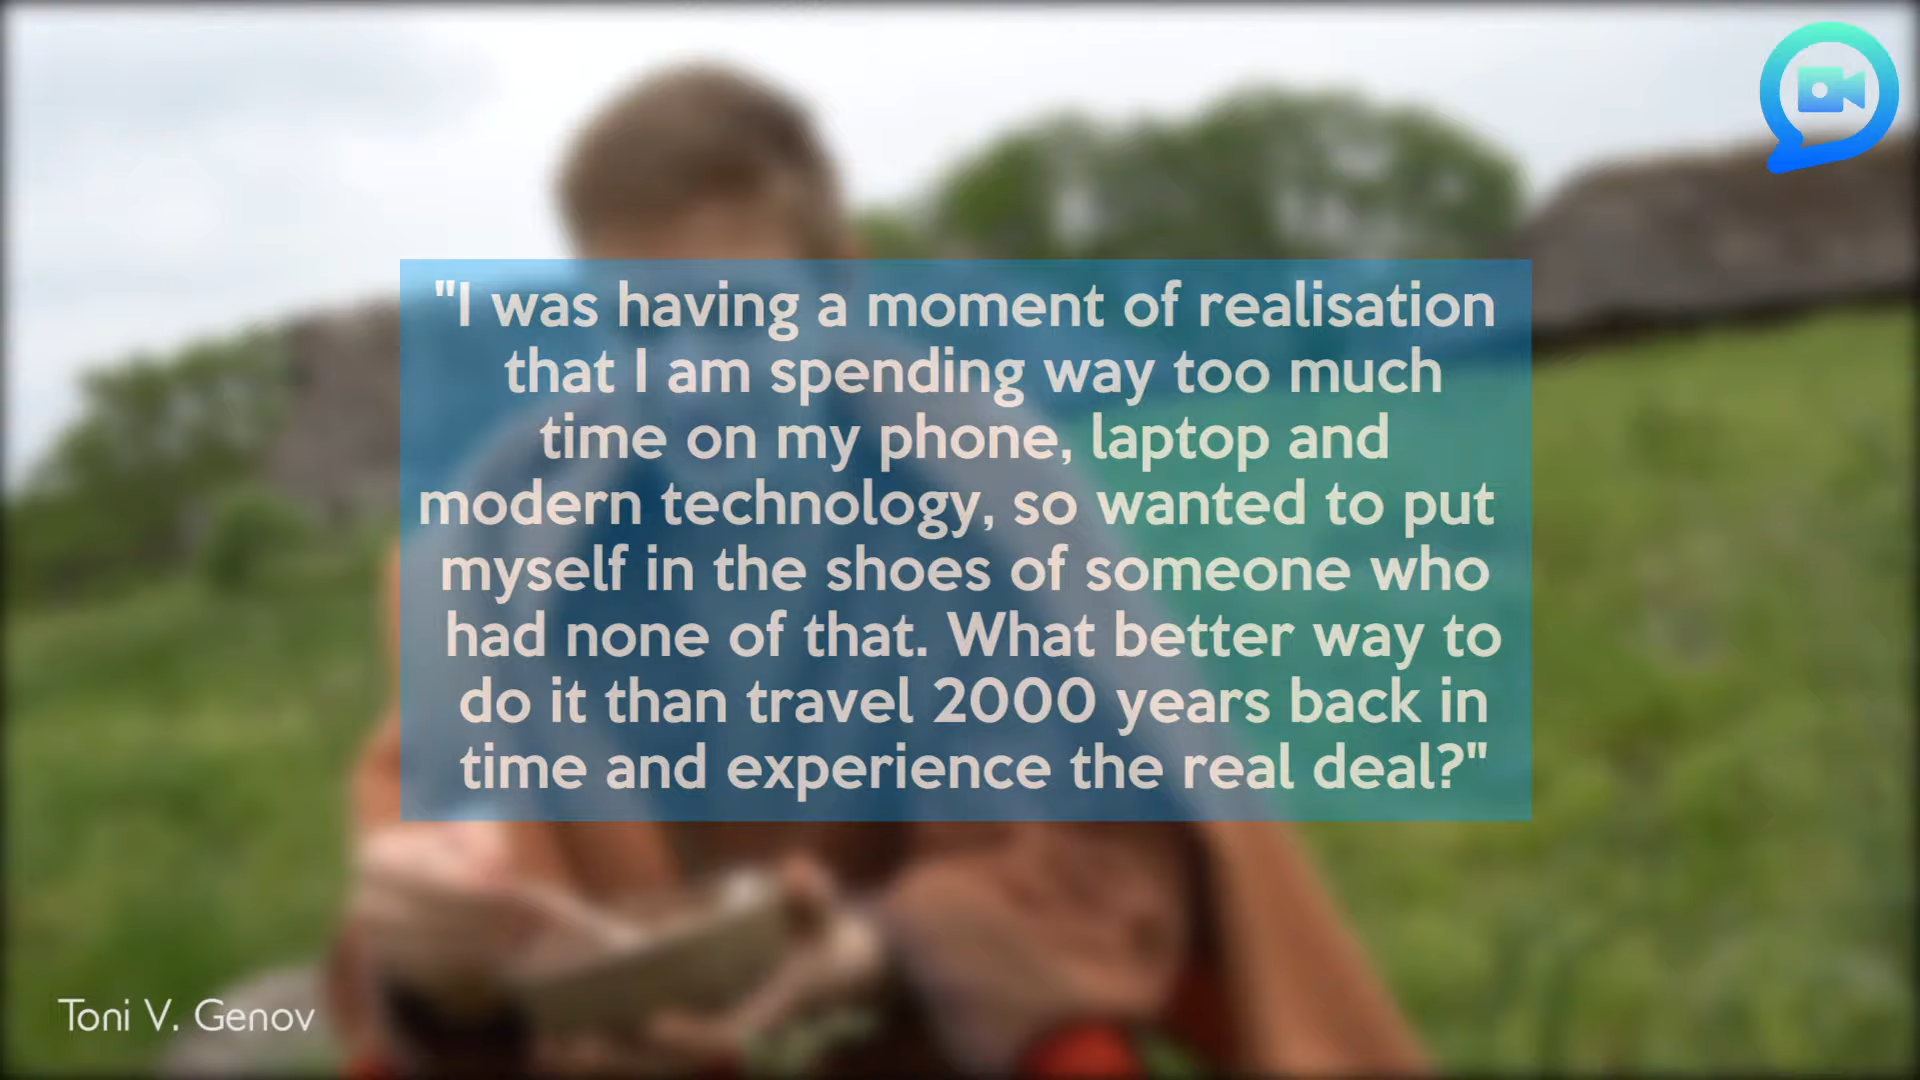 "I was having a moment of realisation
that I am spending way too much
time on my phone, laptop and
modern technology, so wanted to put
myself in the shoes of someone who
had none of that. What better way to
do it than travel 2000 years back in
time and experience the real deal?"
Toni V. Genov